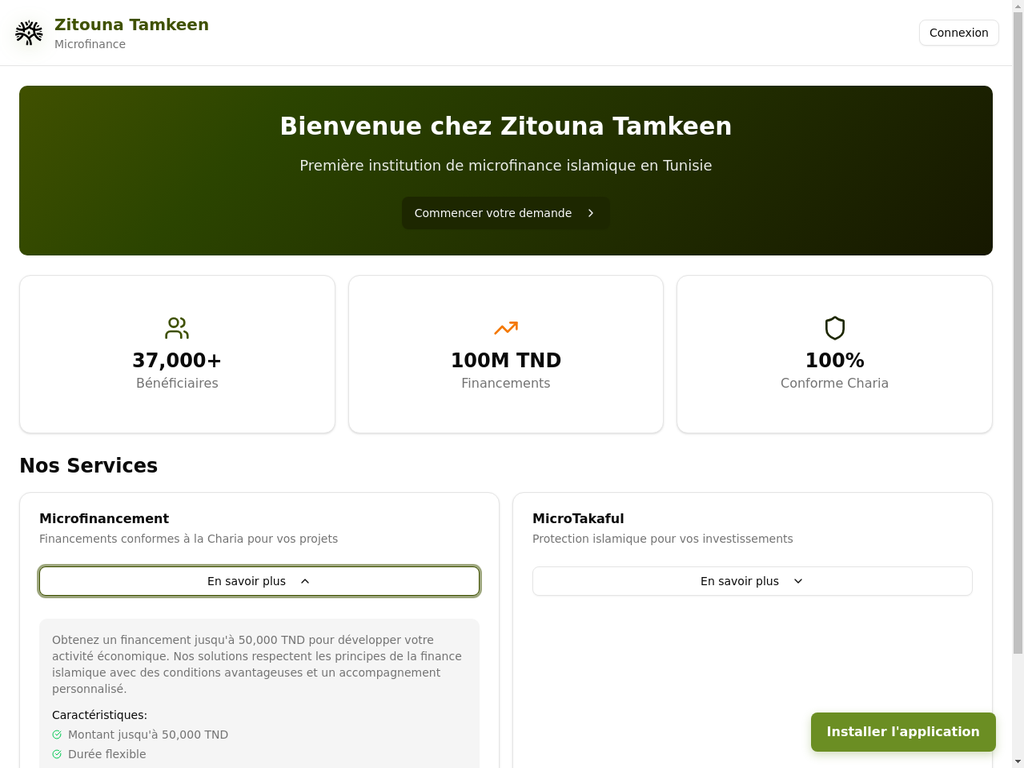 Zitouna Tamkeen
Microfinance
Connexion
Bienvenue chez Zitouna Tamkeen
Première institution de microfinance islamique en Tunisie
Commencer votre demande
37,000+
Bénéficiaires
100M TND
Financements
100%
Conforme Charia
Nos Services
Microfinancement
Financements conformes à la Charia pour vos projets
En savoir plus
Obtenez un financement jusqu'à 50,000 TND pour développer votre
activité économique. Nos solutions respectent les principes de la finance
islamique avec des conditions avantageuses et un accompagnement
personnalisé.
Caractéristiques:
Montant jusqu'à 50,000 TND
Durée flexible
MicroTakaful
Protection islamique pour vos investissements
En savoir plus
Installer l'application